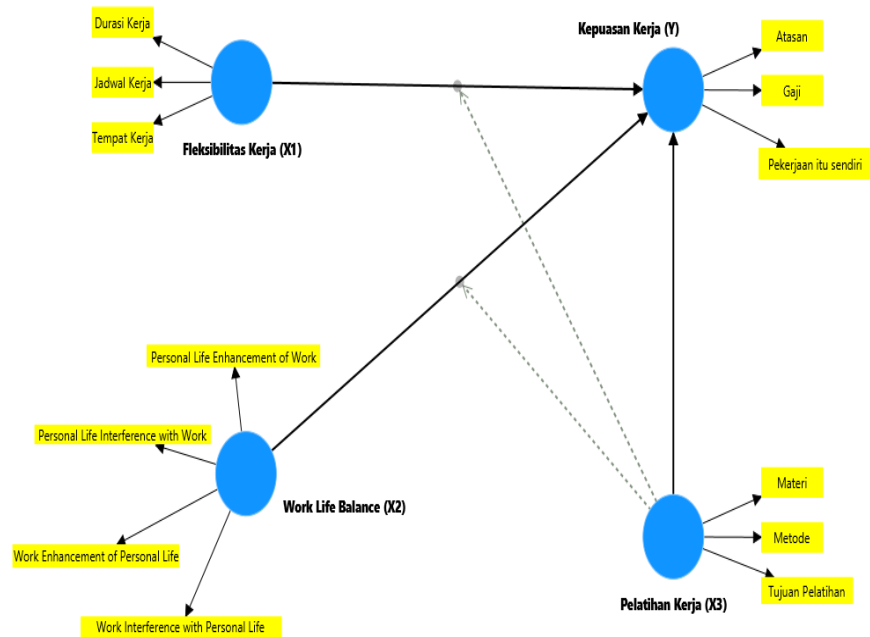 Durasi Kerja
Jadwal Kerja
Tempat Kerja
Fleksibilitas Kerja (X1)
Kepuasan Kerja (Y)
Atasan
Gaji
Pekerjaan itu sendiri
Personal Life Enhancement of Work
Personal Life Interference with Work
Work Enhancement of Personal Life
Work Interference with Personal Life
Work Life Balance (X2)
Materi
Metode
Tujuan Pelatihan
Pelatihan Kerja (X3)